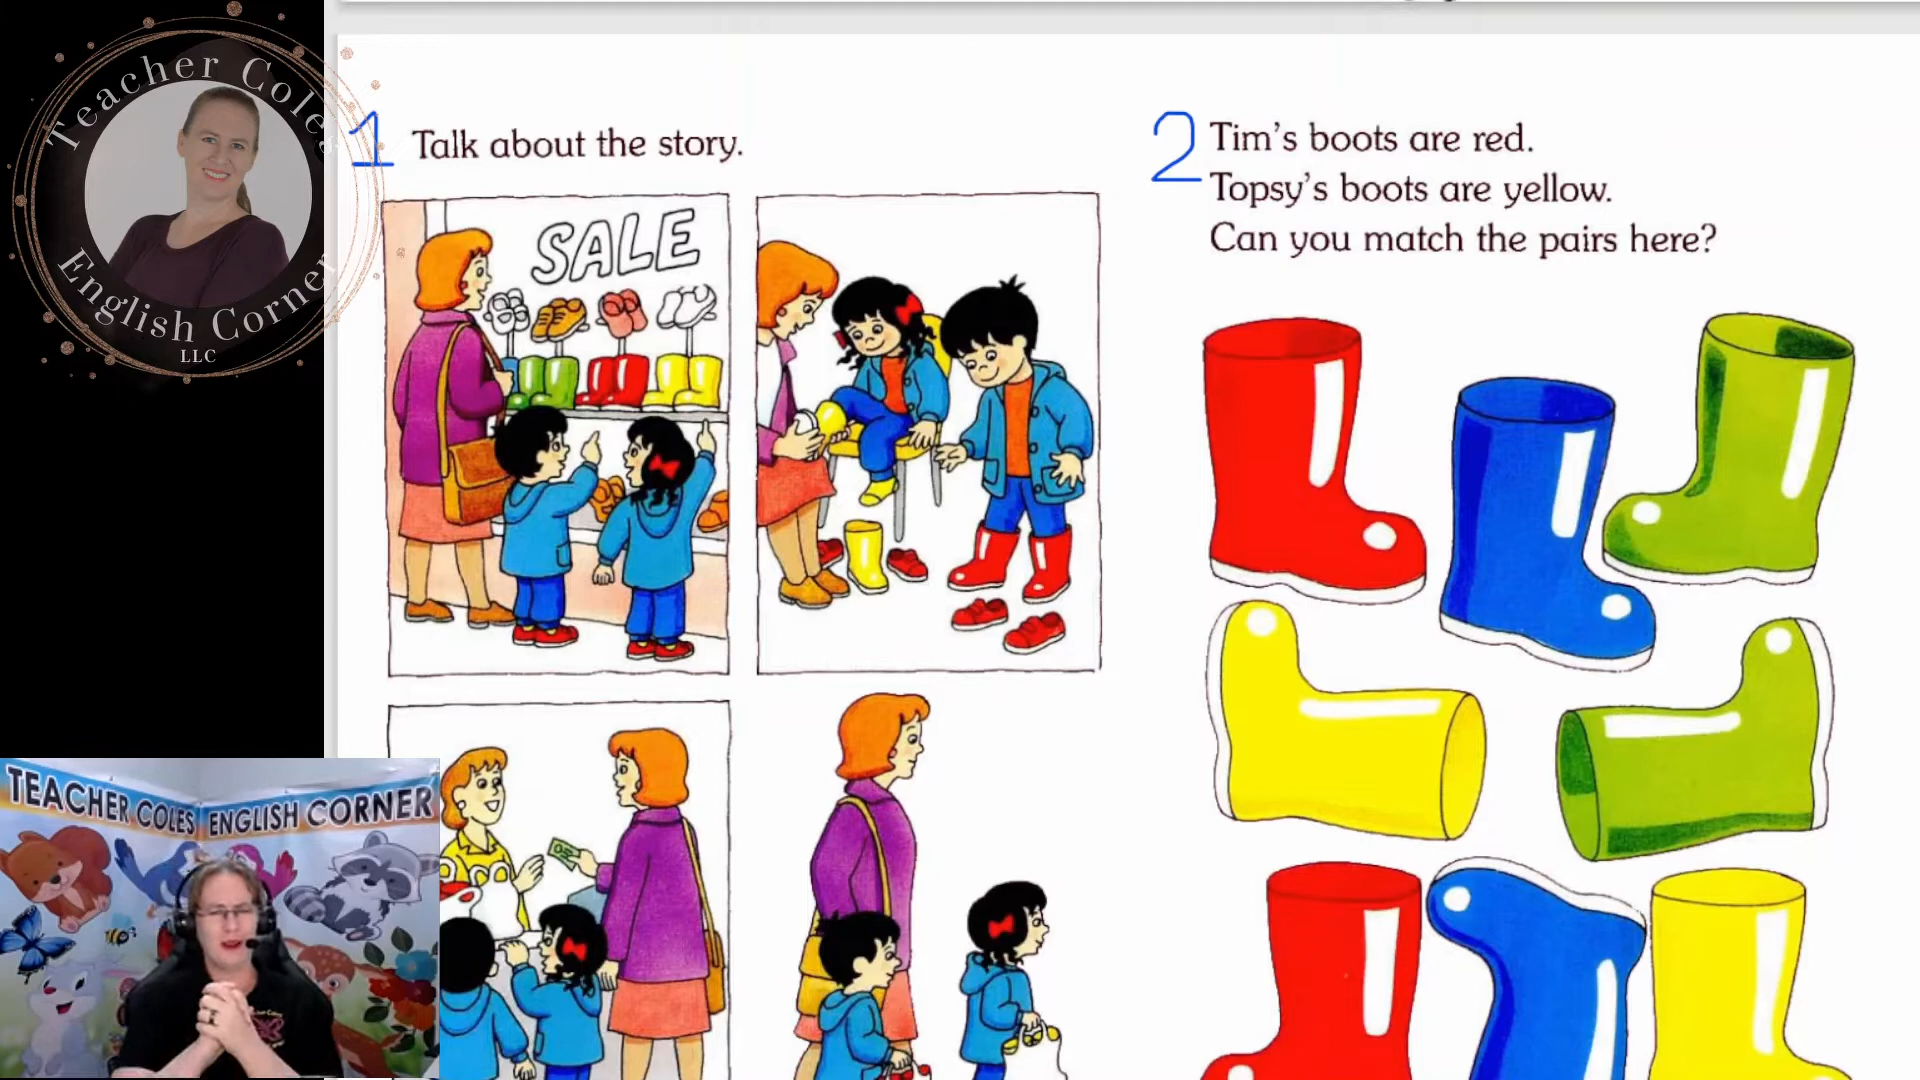 Teacher Coles
English Corner
LLC
1 Talk about the story.
SALE
2 Tim's boots are red.
Topsy's boots are yellow.
Can you match the pairs here?
TEACHER COLES ENGLISH CORNER